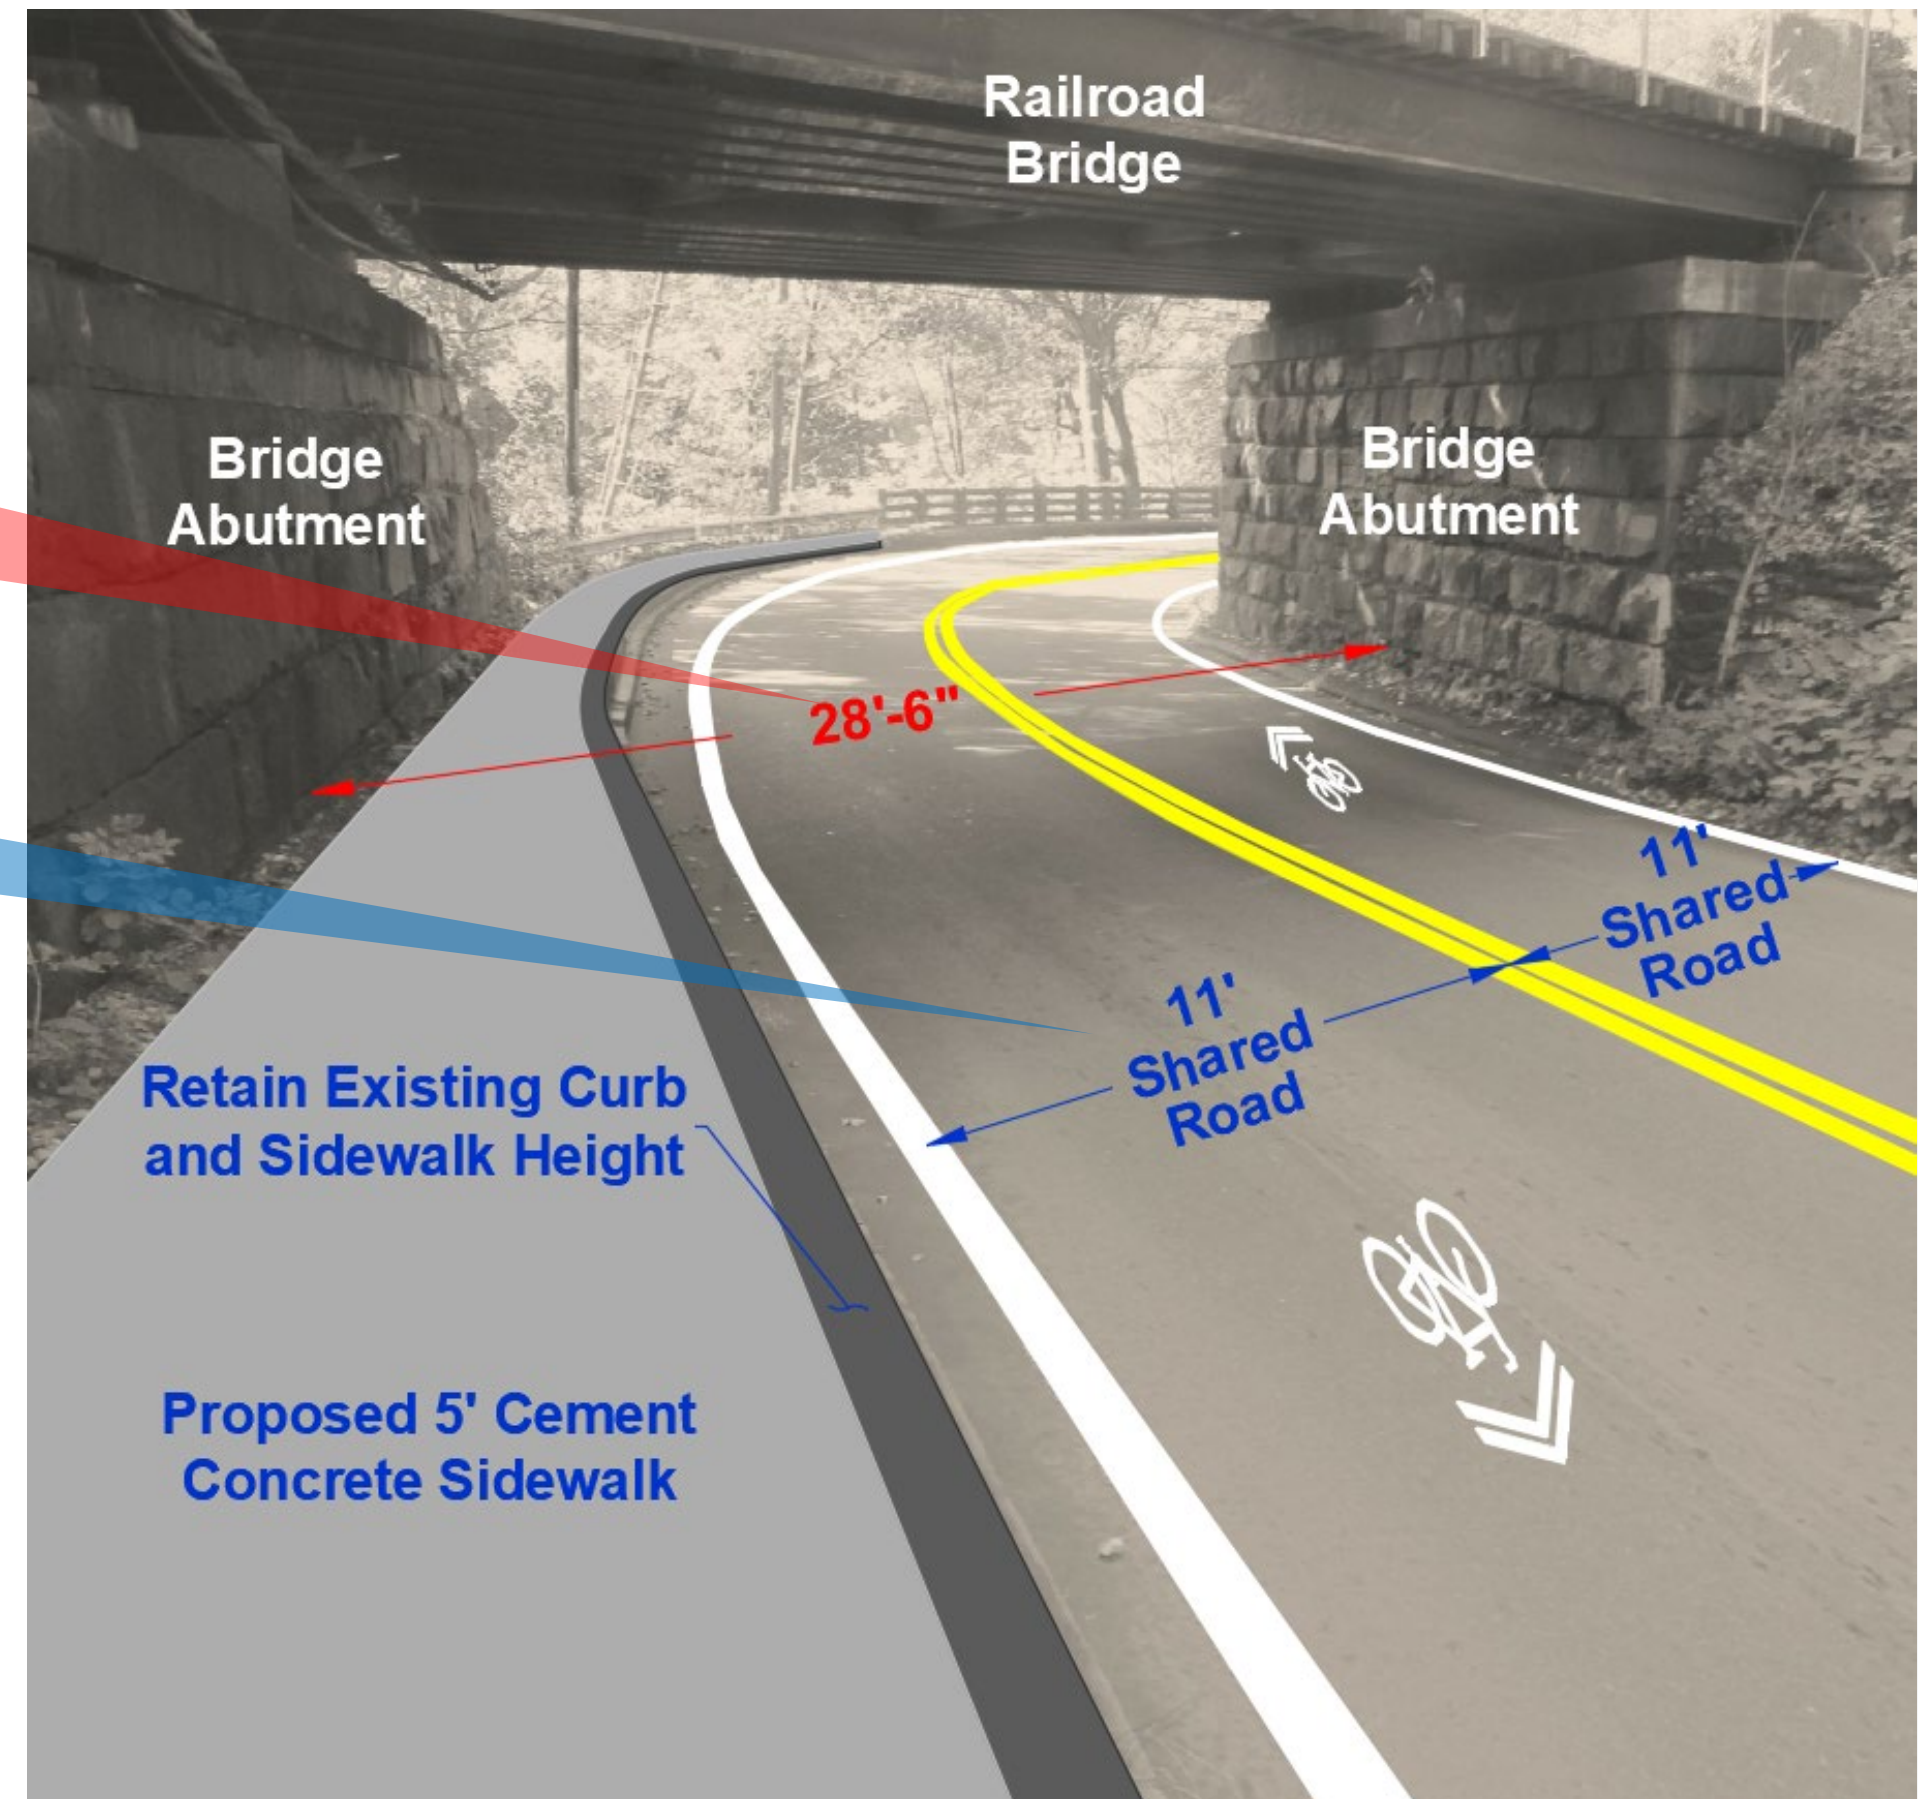 Railroad
Bridge
Bridge
Abutment
Bridge
Abutment
28'-6"
11'
Shared
Road
11'
Shared
Road
Retain Existing Curb
and Sidewalk Height
Proposed 5' Cement
Concrete Sidewalk